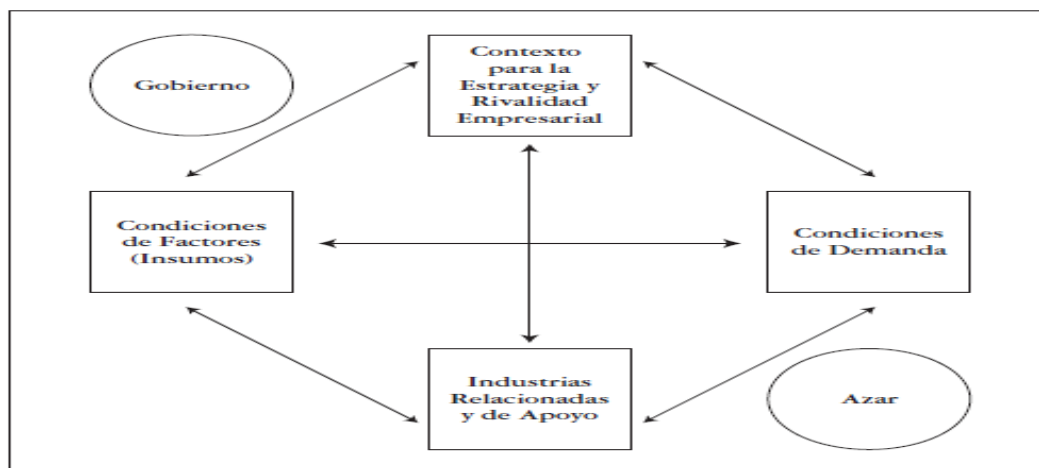 Contexto
para la
Estrategia y
Rivalidad
Empresarial
Gobierno
Condiciones
de Factores
(Insumos)
Condiciones
de Demanda
Industrias
Relacionadas
y de Apoyo
Azar